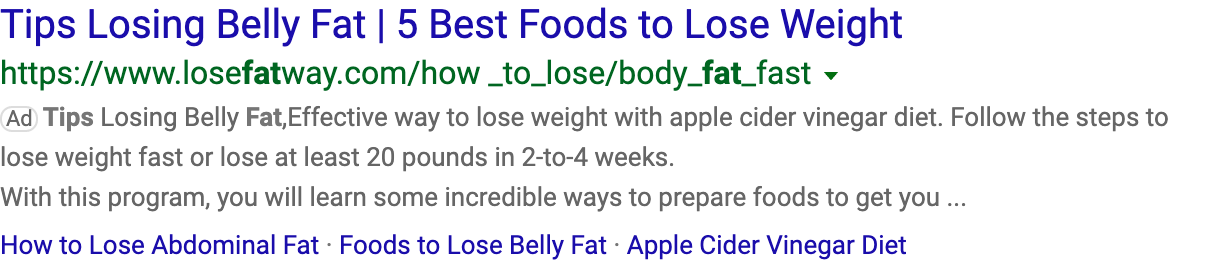 Tips Losing Belly Fat | 5 Best Foods to Lose Weight
https://www.losefatway.com/how _to_lose/body_fat_fast
Ad Tips Losing Belly Fat,Effective way to lose weight with apple cider vinegar diet. Follow the steps to
lose weight fast or lose at least 20 pounds in 2-to-4 weeks.
With this program, you will learn some incredible ways to prepare foods to get you ...
How to Lose Abdominal Fat · Foods to Lose Belly Fat · Apple Cider Vinegar Diet